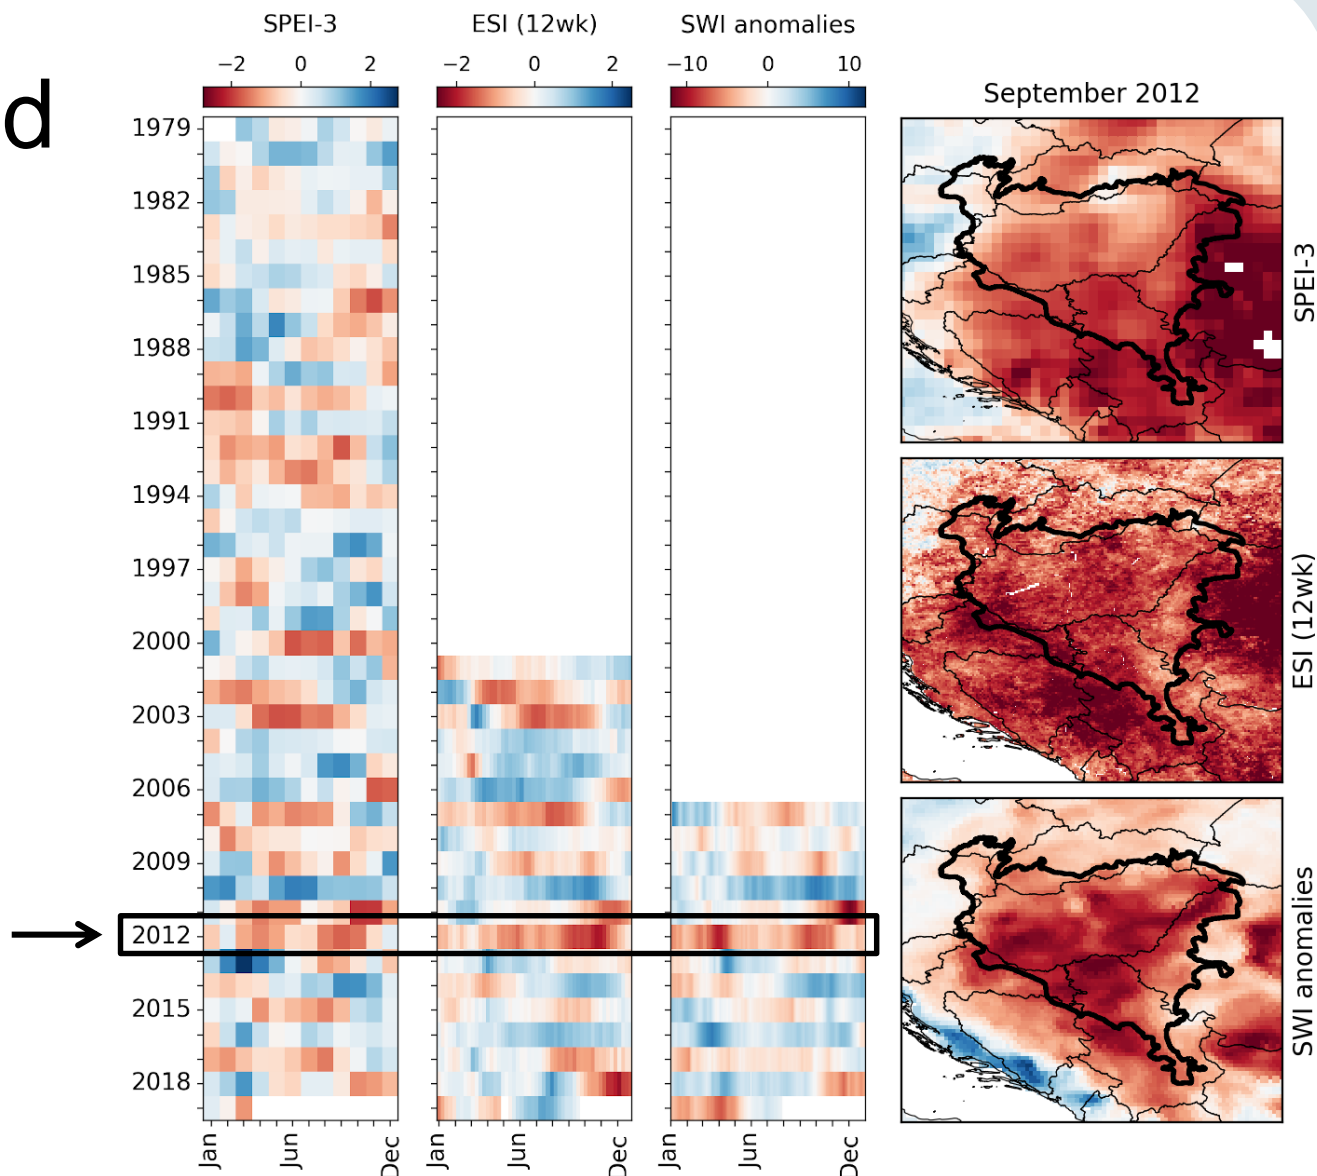 SPEI-3 ESI (12wk) SWI anomalies
−2 0 2 −2 0 2 −10 0 10
d
September 2012
1979
1982
1985
1988
1991
1994
1997
2000
2003
2006
2009
2012
2015
2018
Jan Jun Dec Jan Jun Dec Jan Jun Dec
SPEI-3
ESI (12wk)
SWI anomalies